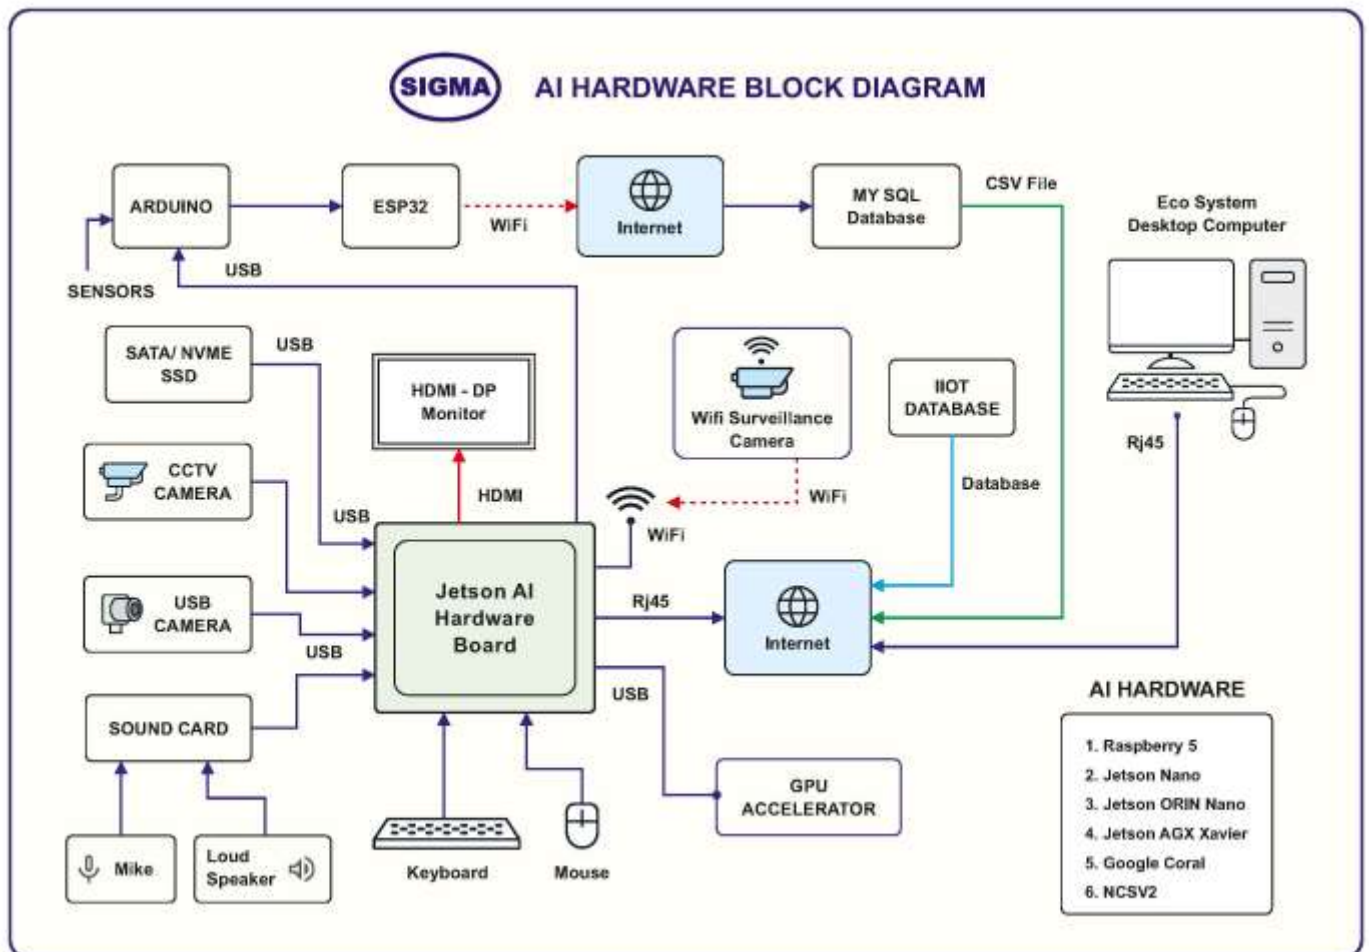 SIGMA
AI HARDWARE BLOCK DIAGRAM
ARDUINO
ESP32
WiFi
Internet
MY SQL
Database
CSV File
Eco System
Desktop Computer
SENSORS
USB
SATA/ NVME
SSD
USB
HDMI - DP
Monitor
Wifi Surveillance
Camera
IIOT
DATABASE
Rj45
CCTV
CAMERA
HDMI
WiFi
Database
USB
WiFi
Jetson AI
Hardware
Board
Rj45
Internet
USB
CAMERA
USB
USB
SOUND CARD
GPU
ACCELERATOR
Mike
Loud
Speaker
Keyboard
Mouse
AI HARDWARE
1. Raspberry 5
2. Jetson Nano
3. Jetson ORIN Nano
4. Jetson AGX Xavier
5. Google Coral
6. NCSV2